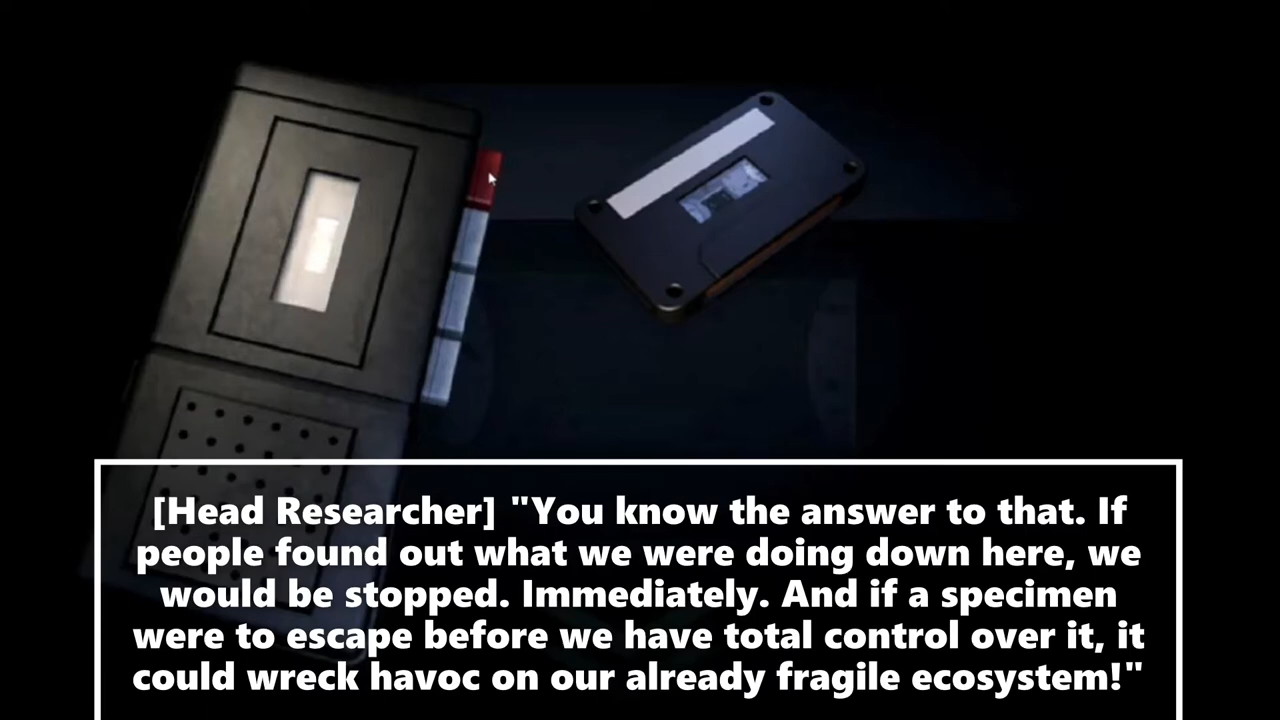 [Head Researcher] "You know the answer to that. If
people found out what we were doing down here, we
would be stopped. Immediately. And if a specimen
were to escape before we have total control over it, it
could wreck havoc on our already fragile ecosystem!"